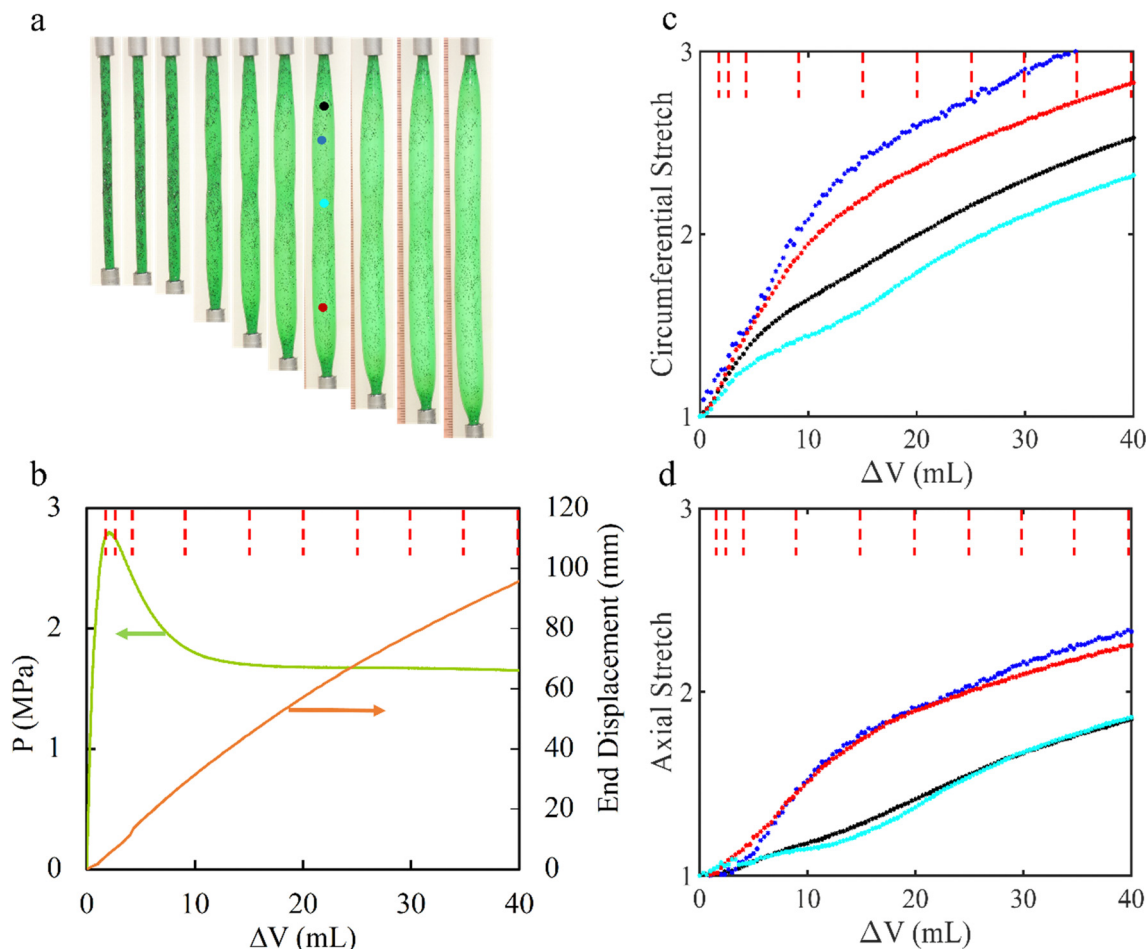 a
b
3
2
1
0
P (MPa)
120
100
80
60
40
20
0
End Displacement (mm)
0
10
20
30
40
ΔV (mL)
c
3
2
1
Circumferential Stretch
0
10
20
30
40
ΔV (mL)
d
3
2
1
Axial Stretch
0
10
20
30
40
ΔV (mL)